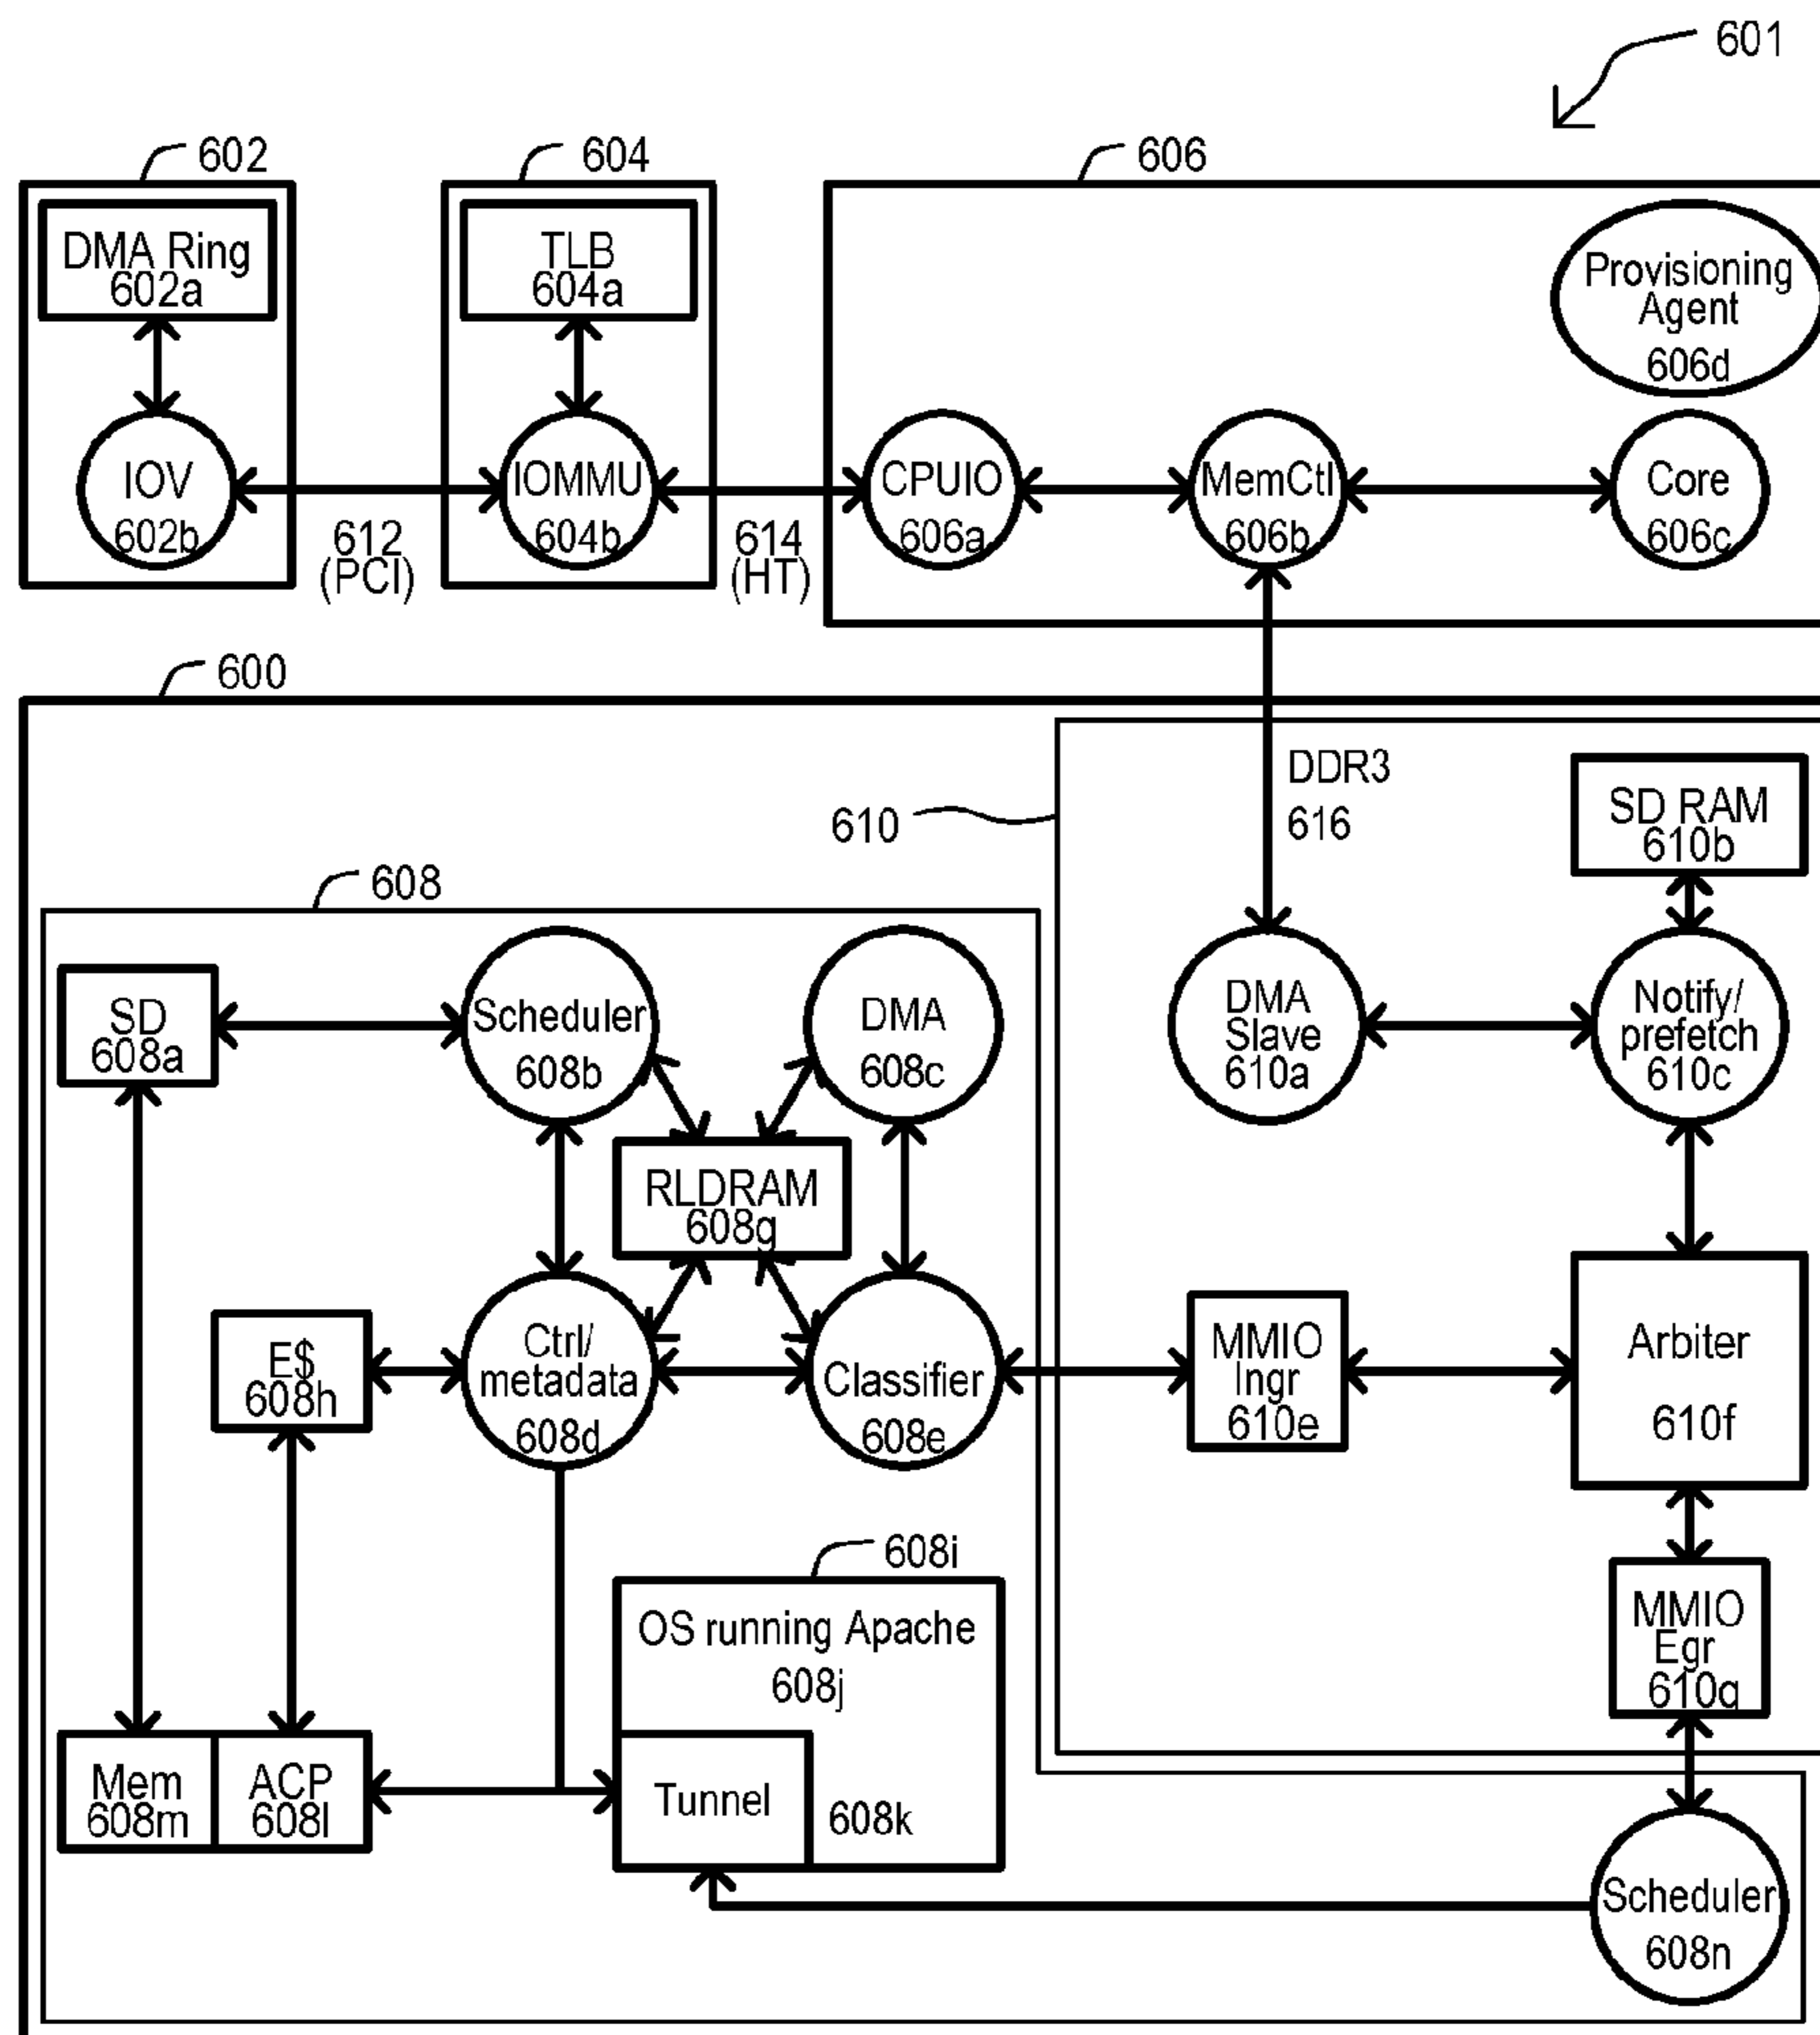 601
602
604
606
DMA Ring
602a
TLB
604a
Provisioning
Agent
606d
IOV
602b
612
(PCI)
IOMMU
604b
614
(HT)
CPUIO
606a
MemCtl
606b
Core
606c
600
DDR3
616
610
SD RAM
610b
608
SD
608a
Scheduler
608b
DMA
608c
DMA
Slave
610a
Notify/
prefetch
610c
RLDRAM
608g
E$
608h
Ctrl/
metadata
608d
Classifier
608e
MMIO
Ingr
610e
Arbiter
610f
608i
OS running Apache
608j
MMIO
Egr
610g
Mem
608m
ACP
608l
Tunnel
608k
Scheduler
608n